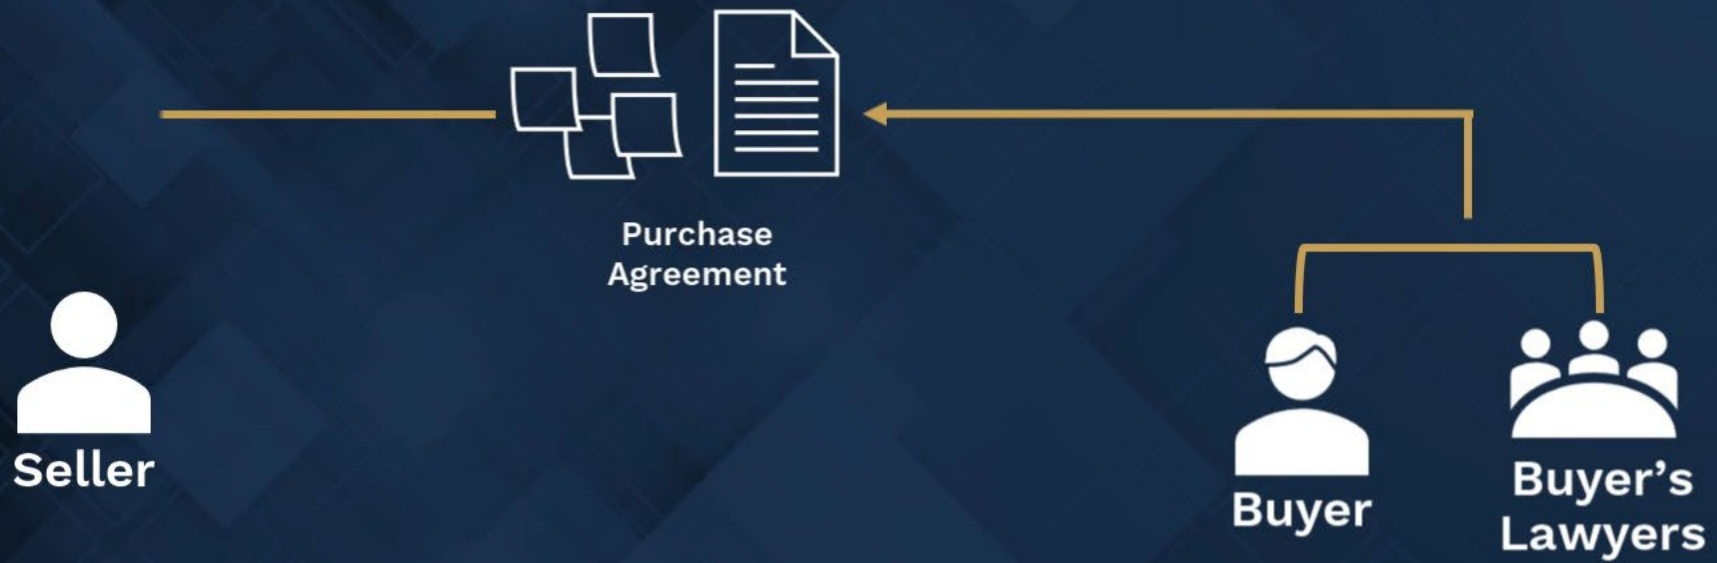 Purchase
Agreement
Seller
Buyer
Buyer’s
Lawyers